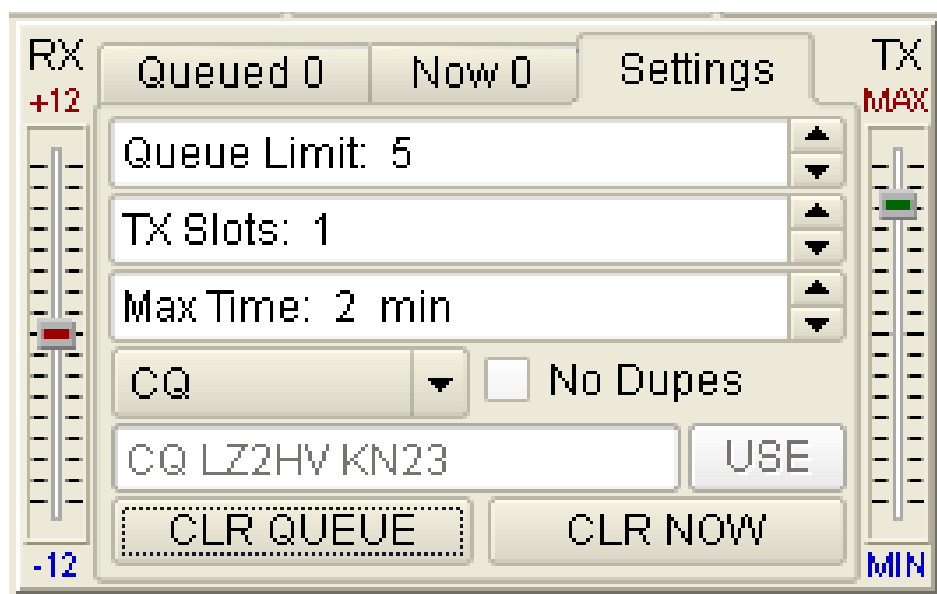 RX
+12
Queued 0 Now 0 Settings
TX
MAX
Queue Limit: 5
TX Slots: 1
Max Time: 2 min
CQ No Dupes
CQ LZ2HV KN23 USE
CLR QUEUE CLR NOW
-12
MIN